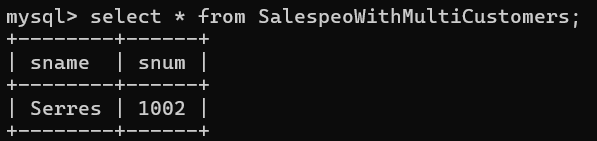 mysql> select * from SalespeoWithMultiCustomers;
+--------+------+
| sname  | snum |
+--------+------+
| Serres | 1002 |
+--------+------+